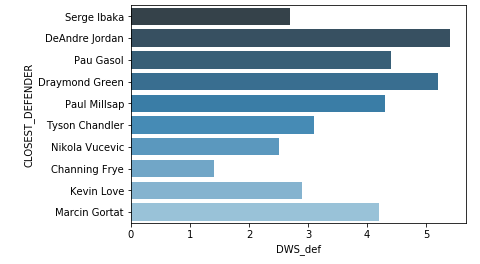 CLOSEST_DEFENDER
Serge Ibaka
DeAndre Jordan
Pau Gasol
Draymond Green
Paul Millsap
Tyson Chandler
Nikola Vucevic
Channing Frye
Kevin Love
Marcin Gortat
0 1 2 3 4 5
DWS_def